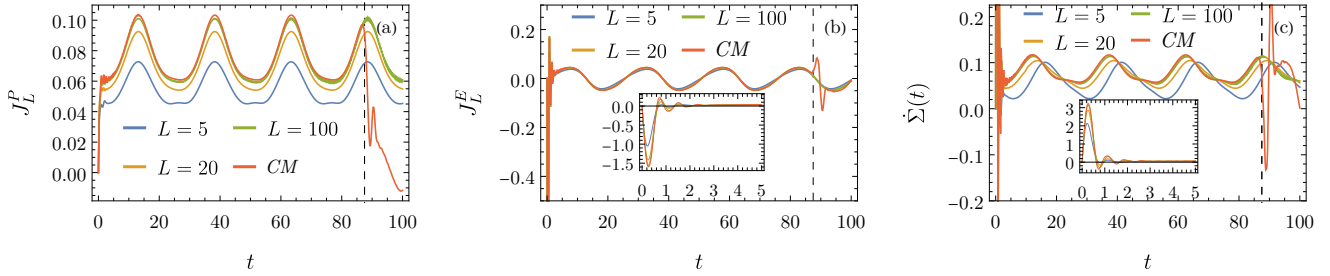 (a)
J_L^P
0.10
0.08
0.06
0.04
0.02
0.00
L = 5
L = 100
L = 20
CM
0 20 40 60 80 100
t
(b)
J_L^E
0.2
0.0
−0.2
−0.4
L = 5
L = 100
L = 20
CM
0.0
−0.5
−1.0
−1.5
0 1 2 3 4 5
0 20 40 60 80 100
t
(c)
Σ̇(t)
0.2
0.1
0.0
−0.1
−0.2
L = 5
L = 100
L = 20
CM
3
2
1
0
0 1 2 3 4 5
0 20 40 60 80 100
t